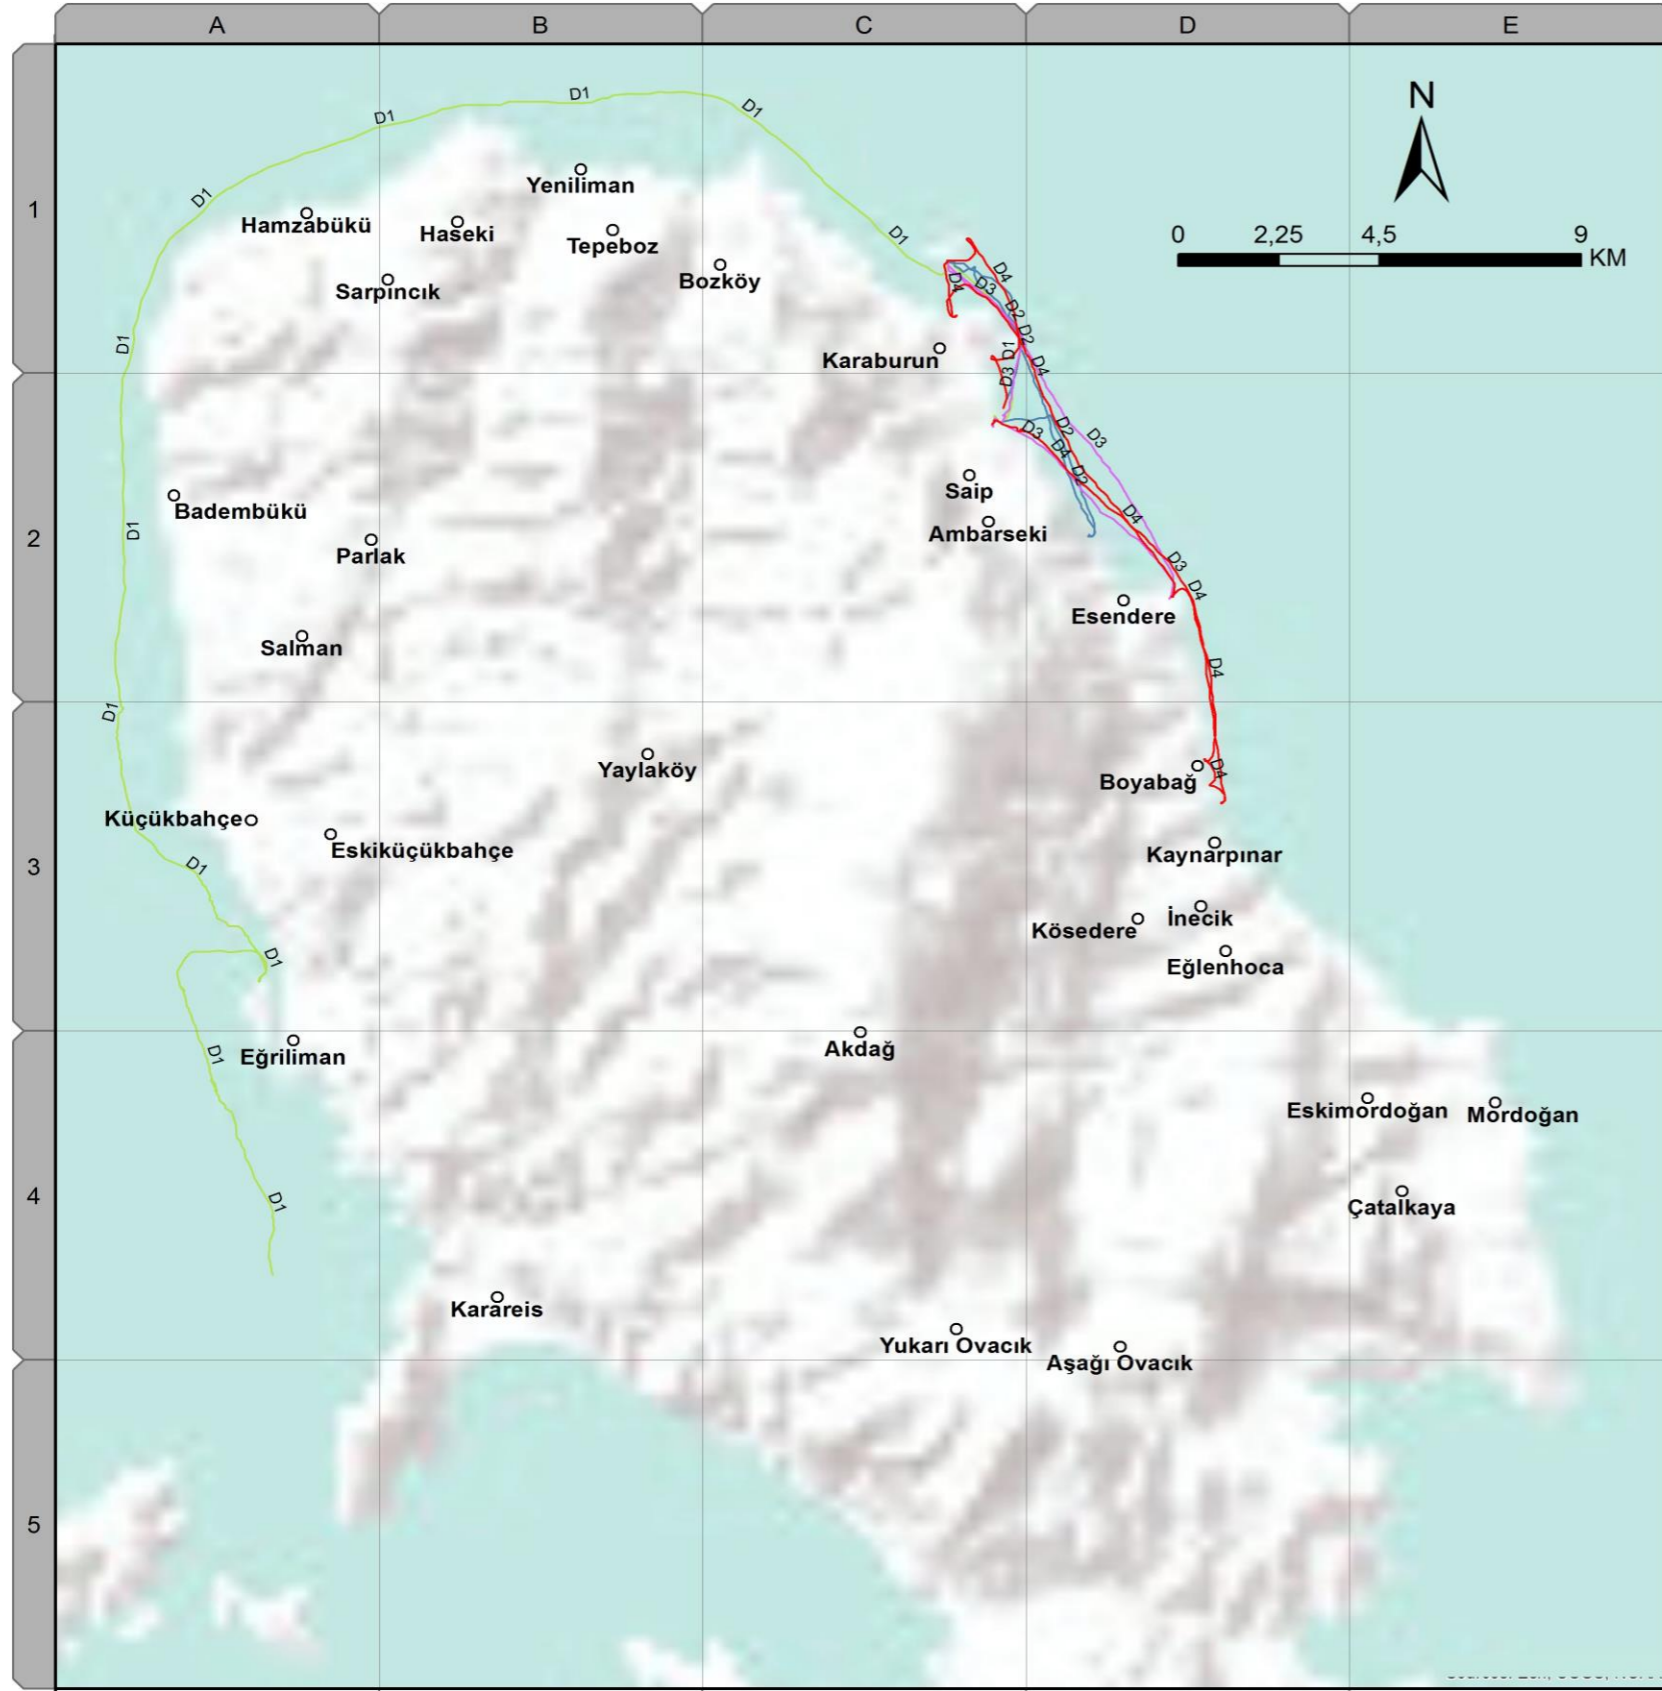 A B C D E
1
2
3
4
5
N
0 2,25 4,5 9
KM
D1
D1
D1
D1
D1
D1
D1
D1
D1
D1
D1
D1
D1
D1
D4
D4
D3
D2
D2
D1
D3
D4
D3
D2
D3
D4
D2
D4
D3
D4
D4
D4
Yeniliman
Hamzabükü
Haseki
Tepeboz
Sarpıncık
Bozköy
Karaburun
Badembükü
Saip
Ambarseki
Parlak
Esendere
Salman
Yaylaköy
Boyabağ
Küçükbahçe
Eskiküçükbahçe
Kaynarpınar
İnecik
Kösedere
Eğlenhoca
Eğriliman
Akdağ
Eskimordoğan
Mordoğan
Çatalkaya
Karareis
Yukarı Ovacık
Aşağı Ovacık